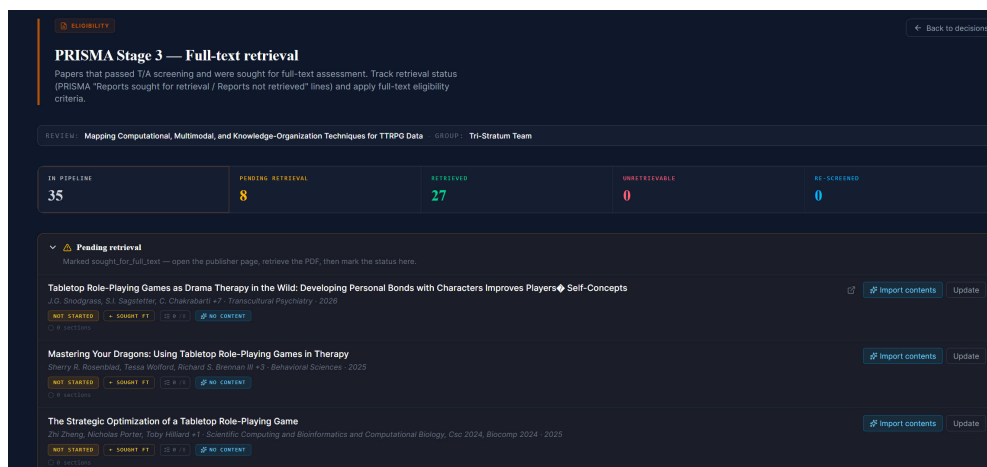 ELIGIBILITY
← Back to decisions
PRISMA Stage 3 — Full-text retrieval
Papers that passed T/A screening and were sought for full-text assessment. Track retrieval status
(PRISMA "Reports sought for retrieval / Reports not retrieved" lines) and apply full-text eligibility
criteria.
REVIEW: Mapping Computational, Multimodal, and Knowledge-Organization Techniques for TTRPG Data · GROUP: Tri-Stratum Team
IN PIPELINE PENDING RETRIEVAL RETRIEVED UNRETRIEVABLE RE-SCREENED
35 8 27 0 0
Pending retrieval
Marked sought_for_full_text — open the publisher page, retrieve the PDF, then mark the status here.
Tabletop Role-Playing Games as Drama Therapy in the Wild: Developing Personal Bonds with Characters Improves Players� Self-Concepts
Import contents Update
J.G. Snodgrass, S.I. Sagstetter, C. Chakrabarti +7 · Transcultural Psychiatry · 2026
NOT STARTED + SOUGHT FT NO CONTENT
0 sections
Mastering Your Dragons: Using Tabletop Role-Playing Games in Therapy
Import contents Update
Sherry R. Rosenblad, Tessa Wolford, Richard S. Brennan III +3 · Behavioral Sciences · 2025
NOT STARTED + SOUGHT FT NO CONTENT
0 sections
The Strategic Optimization of a Tabletop Role-Playing Game
Import contents Update
Zhi Zheng, Nicholas Porter, Toby Hilliard +1 · Scientific Computing and Bioinformatics and Computational Biology, Csc 2024, Biocomp 2024 · 2025
NOT STARTED + SOUGHT FT NO CONTENT
0 sections